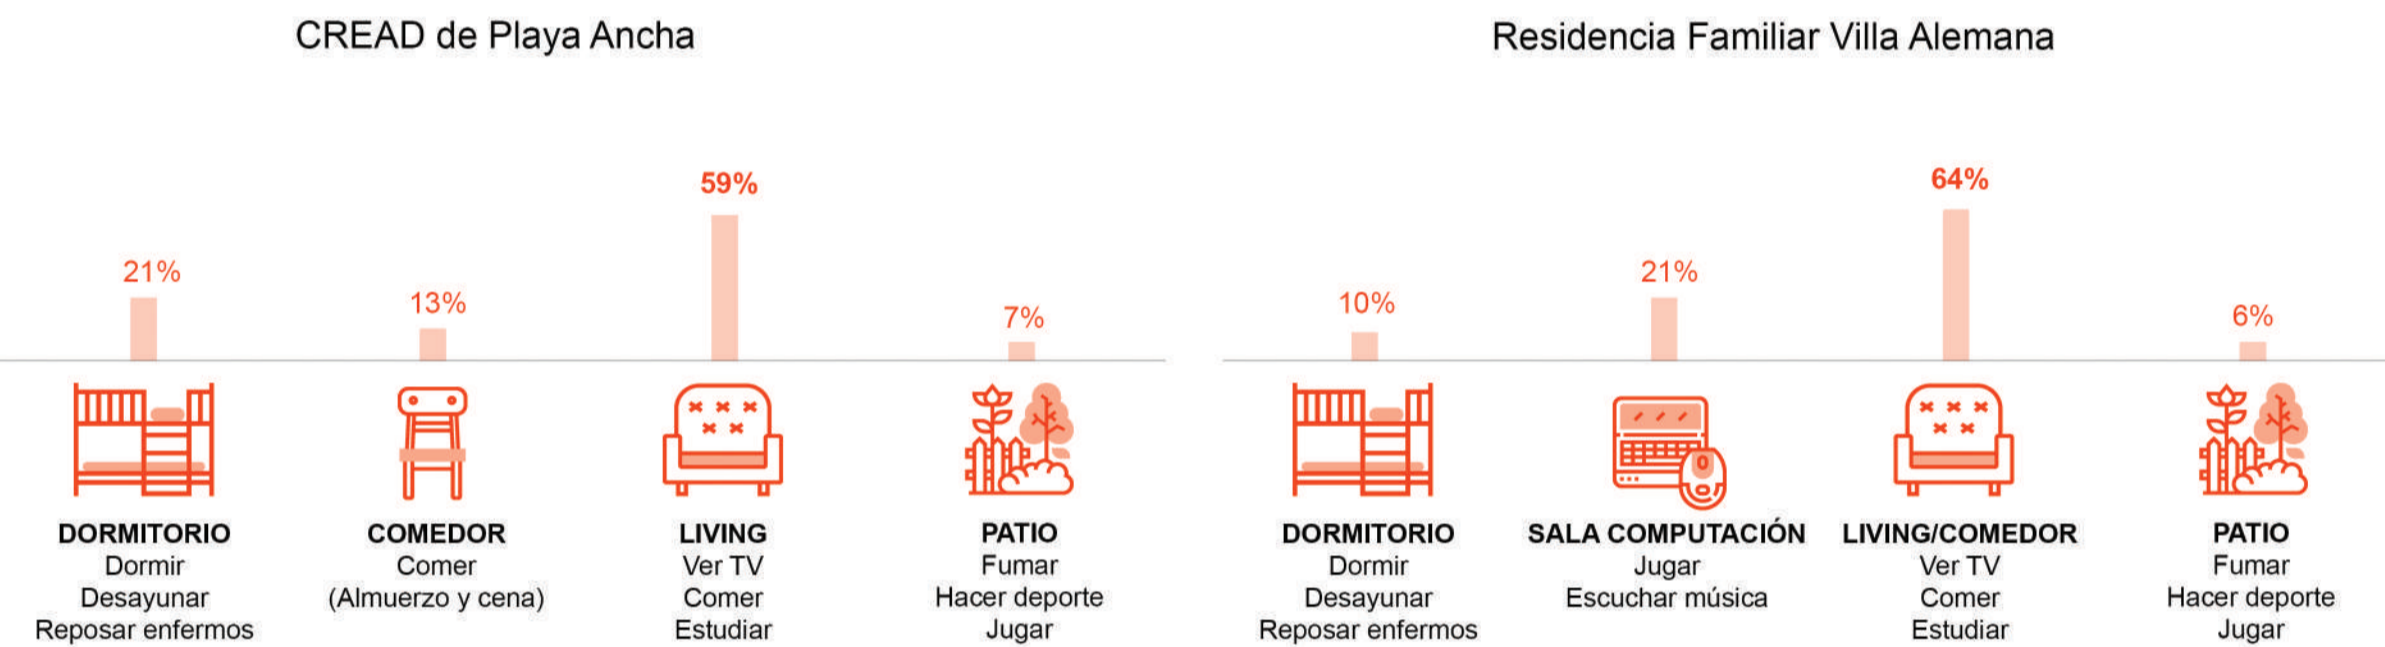 CREAD de Playa Ancha
21%
13%
59%
7%
DORMITORIO
Dormir
Desayunar
Reposar enfermos
COMEDOR
Comer
(Almuerzo y cena)
LIVING
Ver TV
Comer
Estudiar
PATIO
Fumar
Hacer deporte
Jugar
Residencia Familiar Villa Alemana
10%
21%
64%
6%
DORMITORIO
Dormir
Desayunar
Reposar enfermos
SALA COMPUTACIÓN
Jugar
Escuchar música
LIVING/COMEDOR
Ver TV
Comer
Estudiar
PATIO
Fumar
Hacer deporte
Jugar